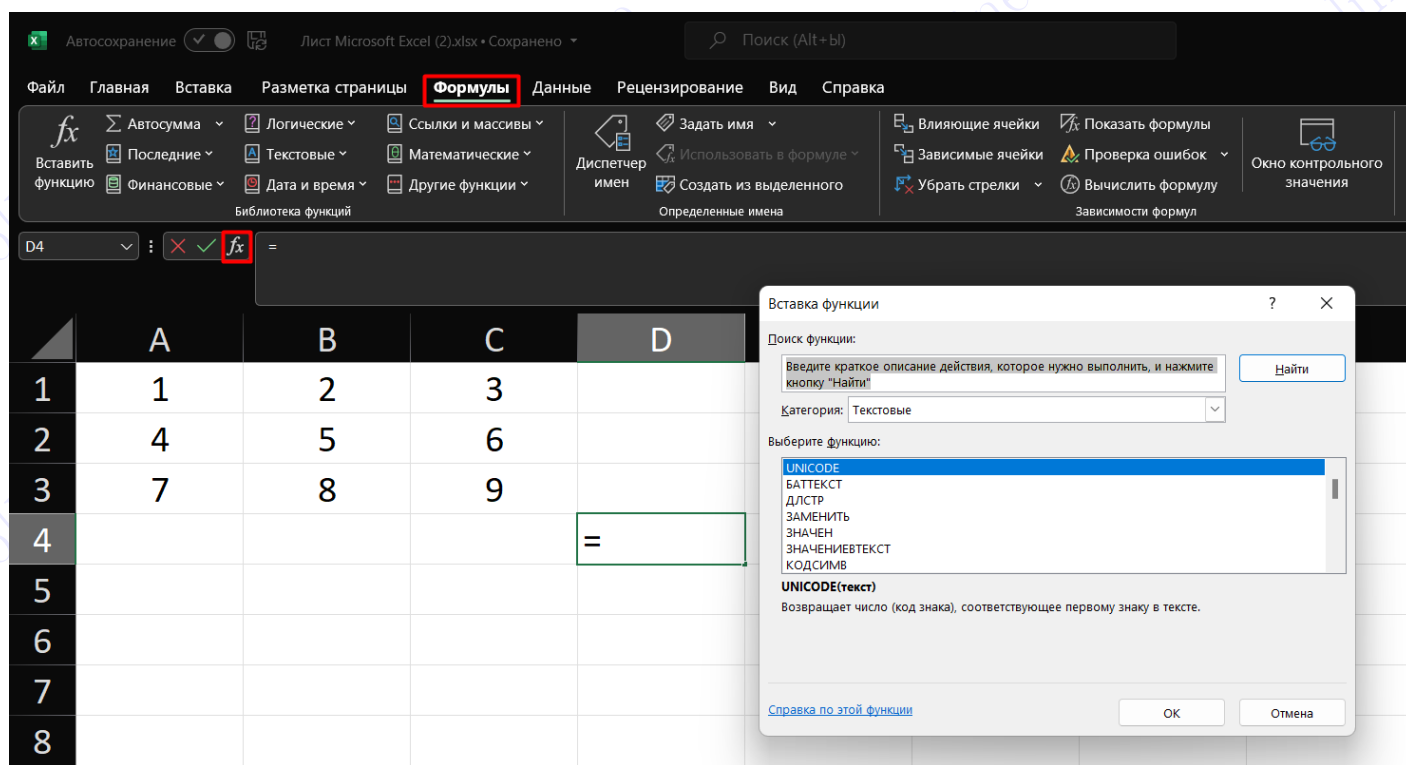 Автосохранение Лист Microsoft Excel (2).xlsx • Сохранено Поиск (Alt+Ы)
Файл Главная Вставка Разметка страницы Формулы Данные Рецензирование Вид Справка
Вставить функцию
Автосумма
Последние
Финансовые
Логические
Текстовые
Дата и время
Ссылки и массивы
Математические
Другие функции
Библиотека функций
Диспетчер имен
Задать имя
Использовать в формуле
Создать из выделенного
Определенные имена
Влияющие ячейки
Зависимые ячейки
Убрать стрелки
Показать формулы
Проверка ошибок
Вычислить формулу
Зависимости формул
Окно контрольного значения
D4 fx =
A B C D
1 1 2 3
2 4 5 6
3 7 8 9
4 =
5
6
7
8
Вставка функции ?
Поиск функции:
Введите краткое описание действия, которое нужно выполнить, и нажмите
кнопку "Найти"
Найти
Категория: Текстовые
Выберите функцию:
UNICODE
БАТТЕКСТ
ДЛСТР
ЗАМЕНИТЬ
ЗНАЧЕН
ЗНАЧЕНИЕВТЕКСТ
КОДСИМВ
UNICODE(текст)
Возвращает число (код знака), соответствующее первому знаку в тексте.
Справка по этой функции
ОК Отмена